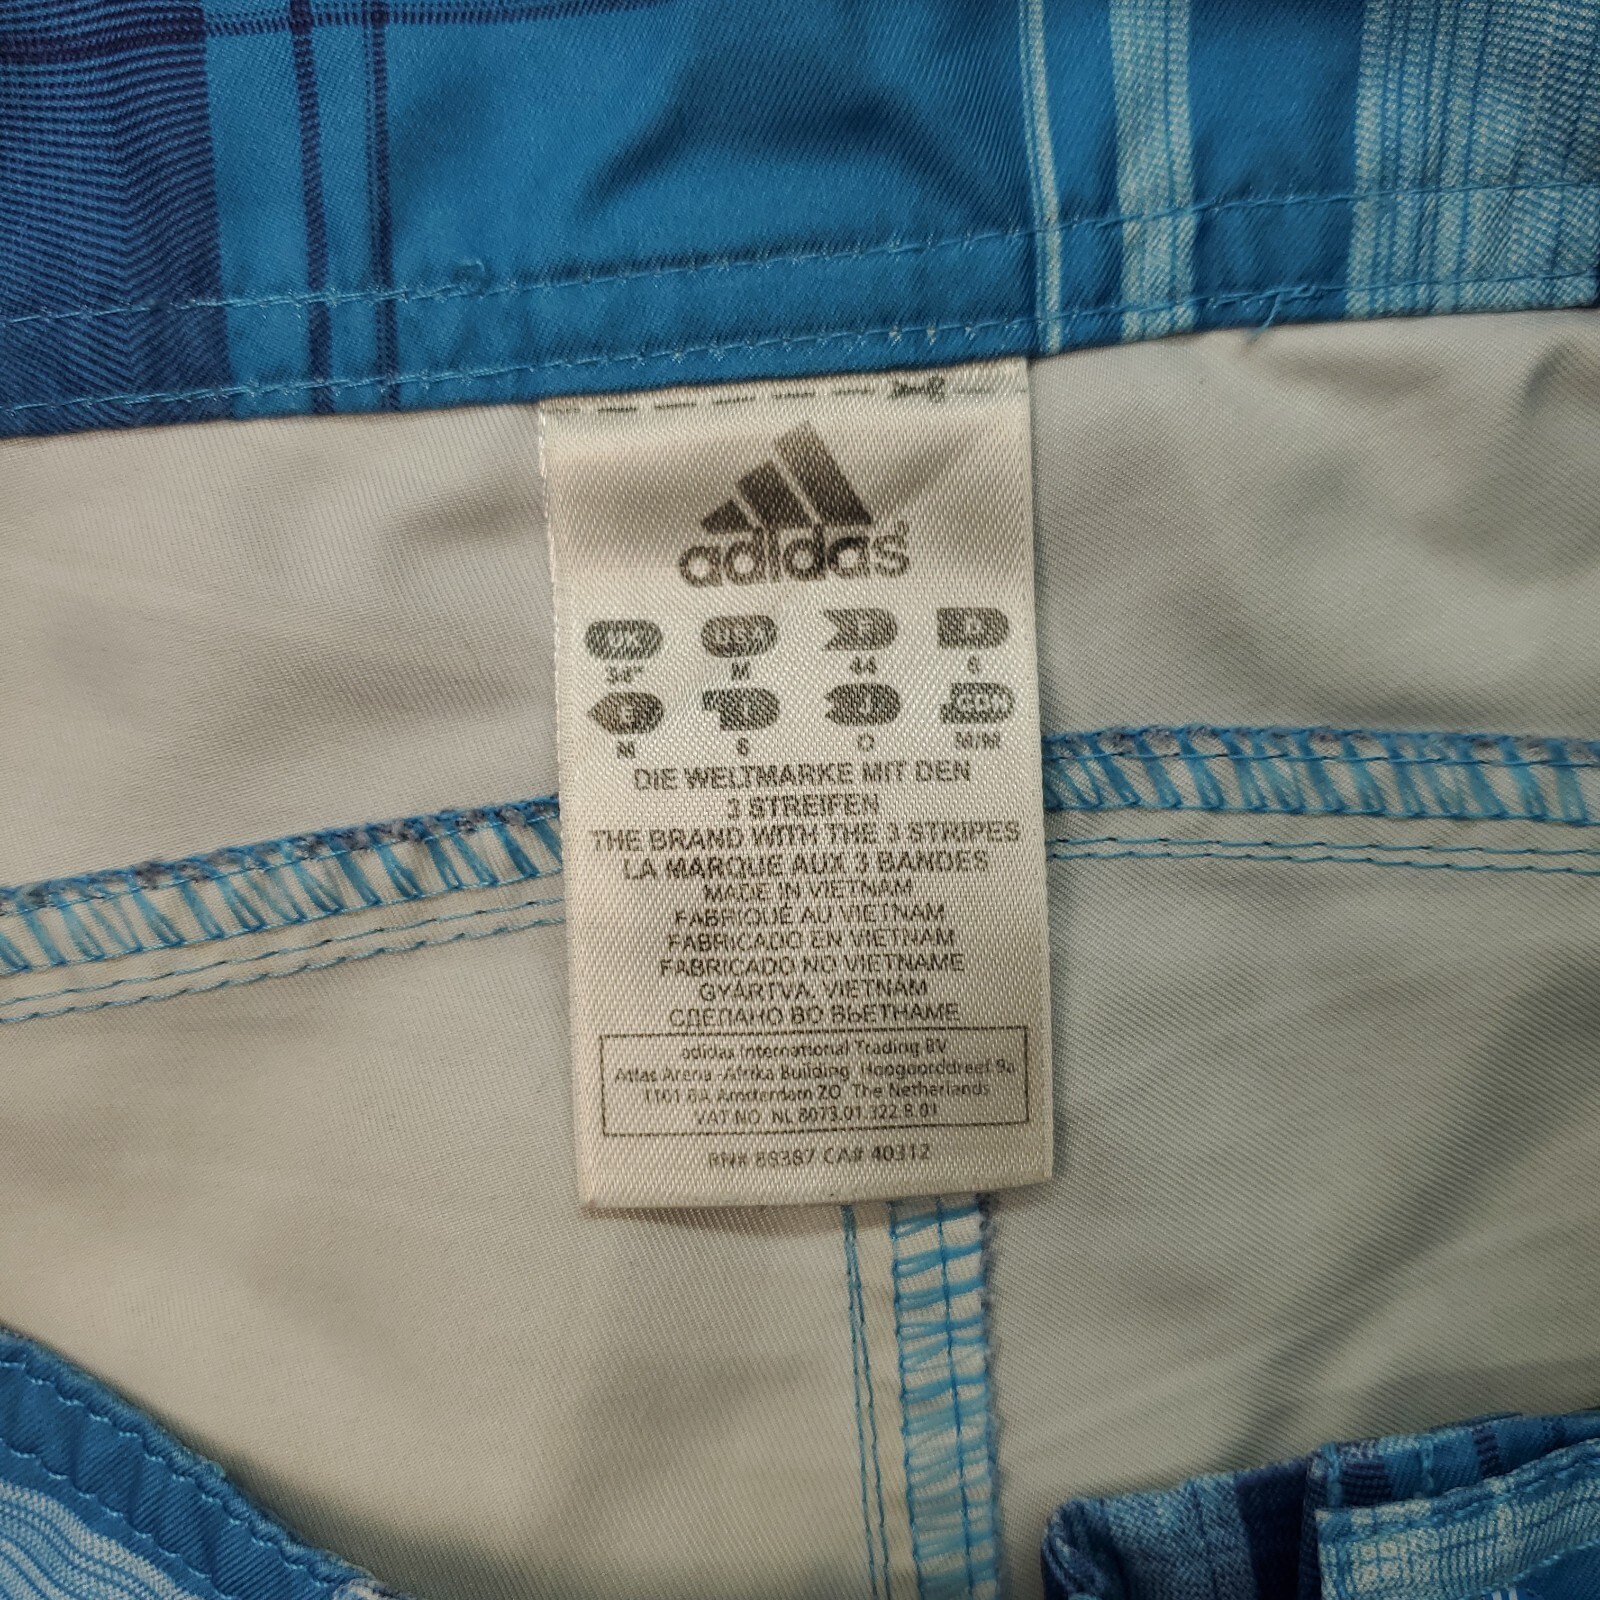 adidas
UK USA F D
34" M 44 S
E I J CDN
M S O M/M
DIE WELTMARKE MIT DEN
3 STREIFEN
THE BRAND WITH THE 3 STRIPES
LA MARQUE AUX 3 BANDES
MADE IN VIETNAM
FABRIQUÉ AU VIETNAM
FABRICADO EN VIETNAM
FABRICADO NO VIETNAME
GYÁRTVA: VIETNAM
СДЕЛАНО ВО ВЬЕТНАМЕ
adidas International Trading BV
Atlas Arena -Afrika Building, Hoogoorddreef 9a
1101 BA Amsterdam ZO The Netherlands
VAT NO. NL 8073.01.322.B.01
RN# 88387 CA# 40312